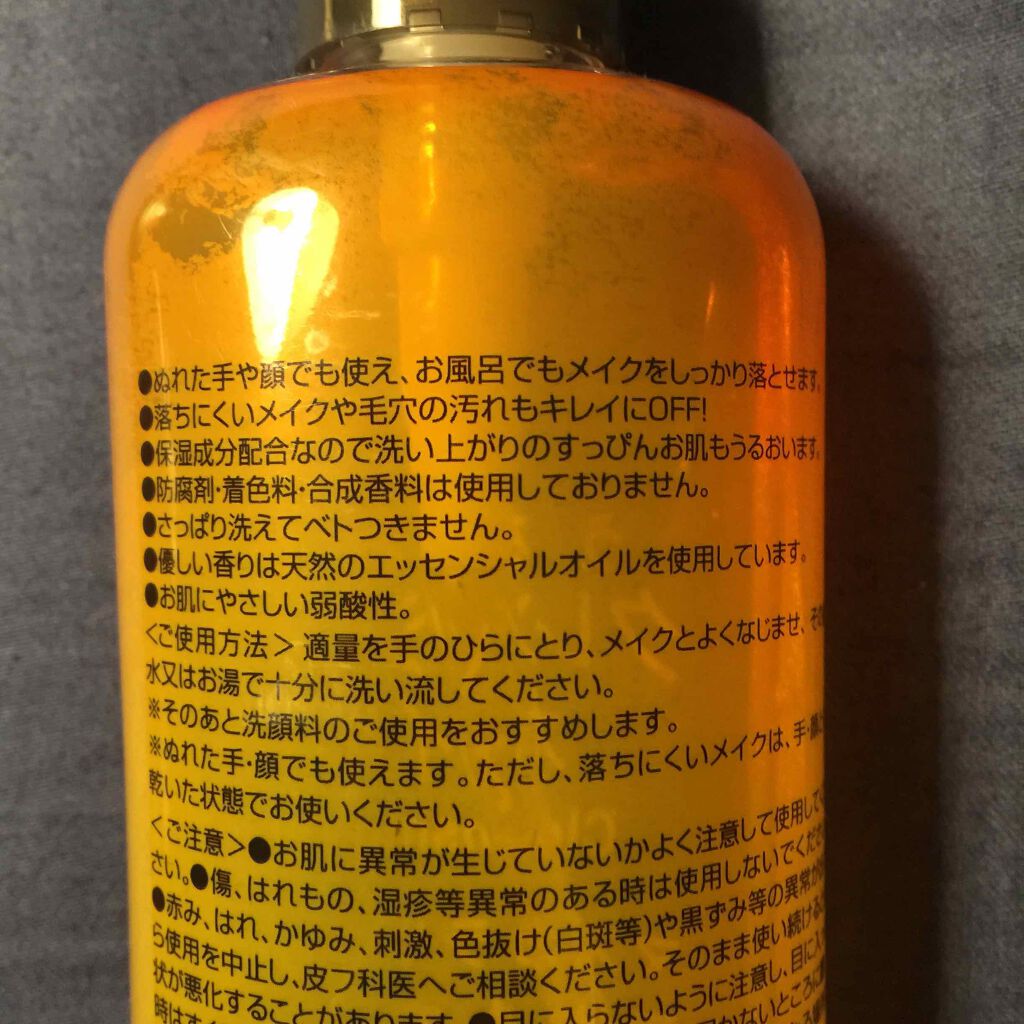 ●ぬれた手や顔でも使え、お風呂でもメイクをしっかり落とせます。
●落ちにくいメイクや毛穴の汚れもキレイにOFF!
●保湿成分配合なので洗い上がりのすっぴんお肌もうるおいます。
●防腐剤・着色料・合成香料は使用しておりません。
●さっぱり洗えてベトつきません。
●優しい香りは天然のエッセンシャルオイルを使用しています。
●お肌にやさしい弱酸性。
<ご使用方法> 適量を手のひらにとり、メイクとよくなじませ、その
水又はお湯で十分に洗い流してください。
※そのあと洗顔料のご使用をおすすめします。
※ぬれた手・顔でも使えます。ただし、落ちにくいメイクは、手・顔
乾いた状態でお使いください。
<ご注意>●お肌に異常が生じていないかよく注意して使用して
さい。●傷、はれもの、湿疹等異常のある時は使用しないでくださ
●赤み、はれ、かゆみ、刺激、色抜け(白斑等)や黒ずみ等の異常が
ら使用を中止し、皮フ科医へご相談ください。そのまま使い続ける
状が悪化することがあります。●目に入らないように注意し、目に入
時はすぐ